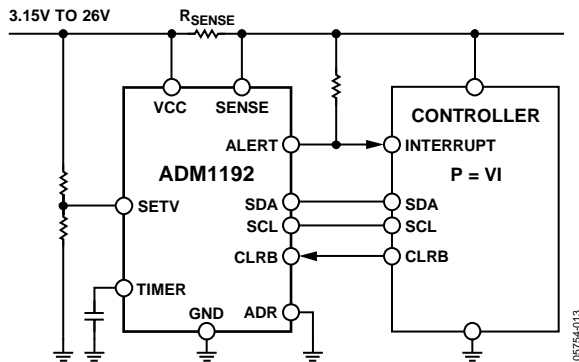 3.15V TO 26V
RSENSE
VCC
SENSE
CONTROLLER
ALERT
INTERRUPT
ADM1192
P = VI
SETV
SDA
SDA
SCL
SCL
CLRB
CLRB
TIMER
GND
ADR
05754-013